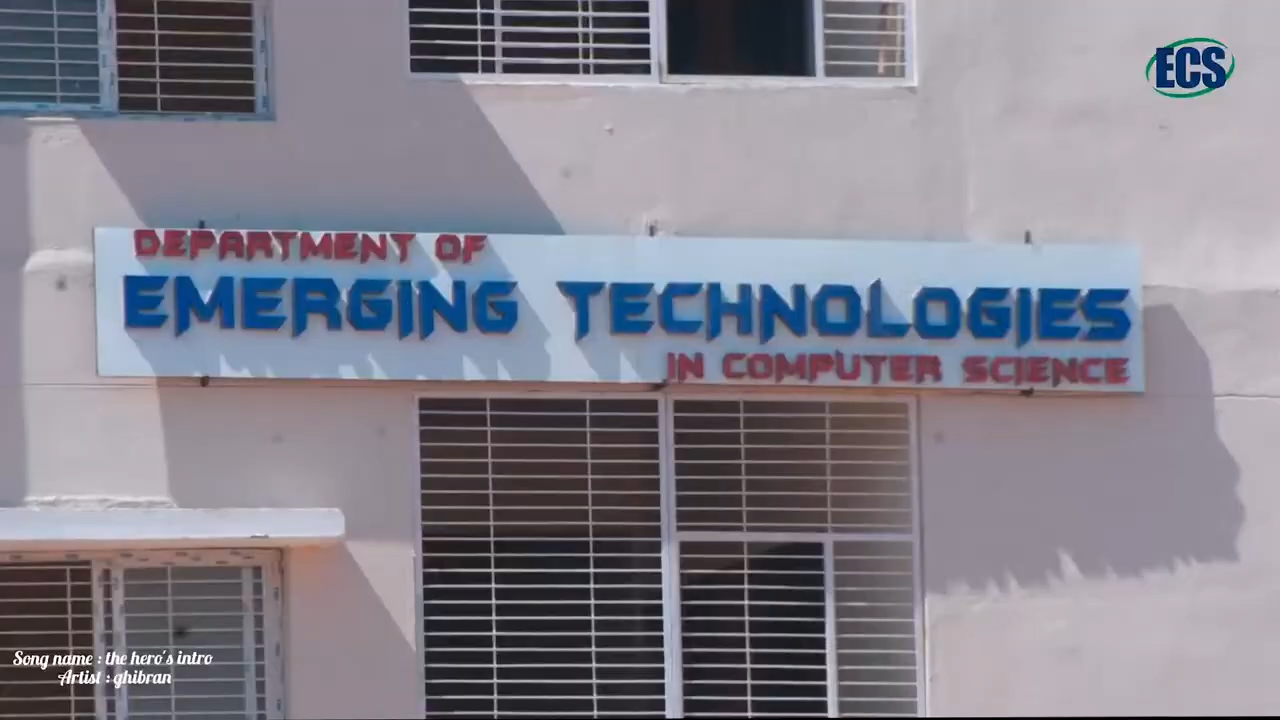 ECS
DEPARTMENT OF
EMERGING TECHNOLOGIES
IN COMPUTER SCIENCE
Song name : the hero's intro
Artist : ghibran